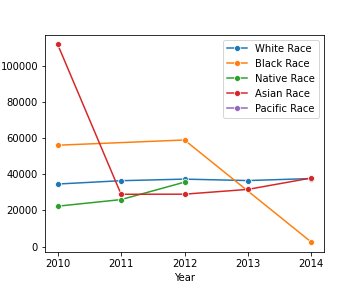 White Race
Black Race
Native Race
Asian Race
Pacific Race
100000
80000
60000
40000
20000
0
2010 2011 2012 2013 2014
Year